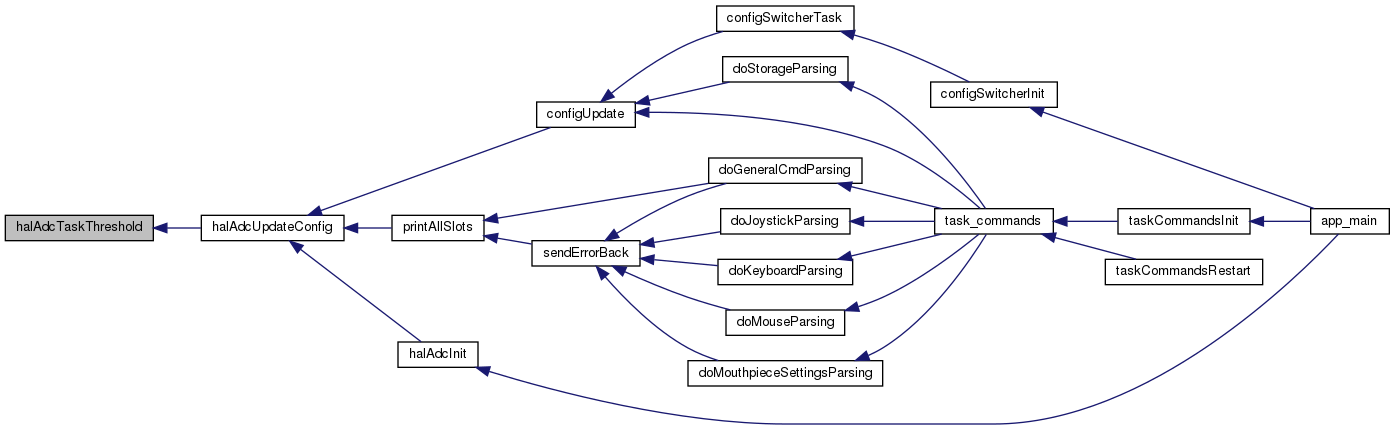 configSwitcherTask
doStorageParsing
configSwitcherInit
configUpdate
doGeneralCmdParsing
halAdcTaskThreshold
halAdcUpdateConfig
printAllSlots
doJoystickParsing
task_commands
taskCommandsInit
app_main
sendErrorBack
doKeyboardParsing
taskCommandsRestart
doMouseParsing
halAdcInit
doMouthpieceSettingsParsing